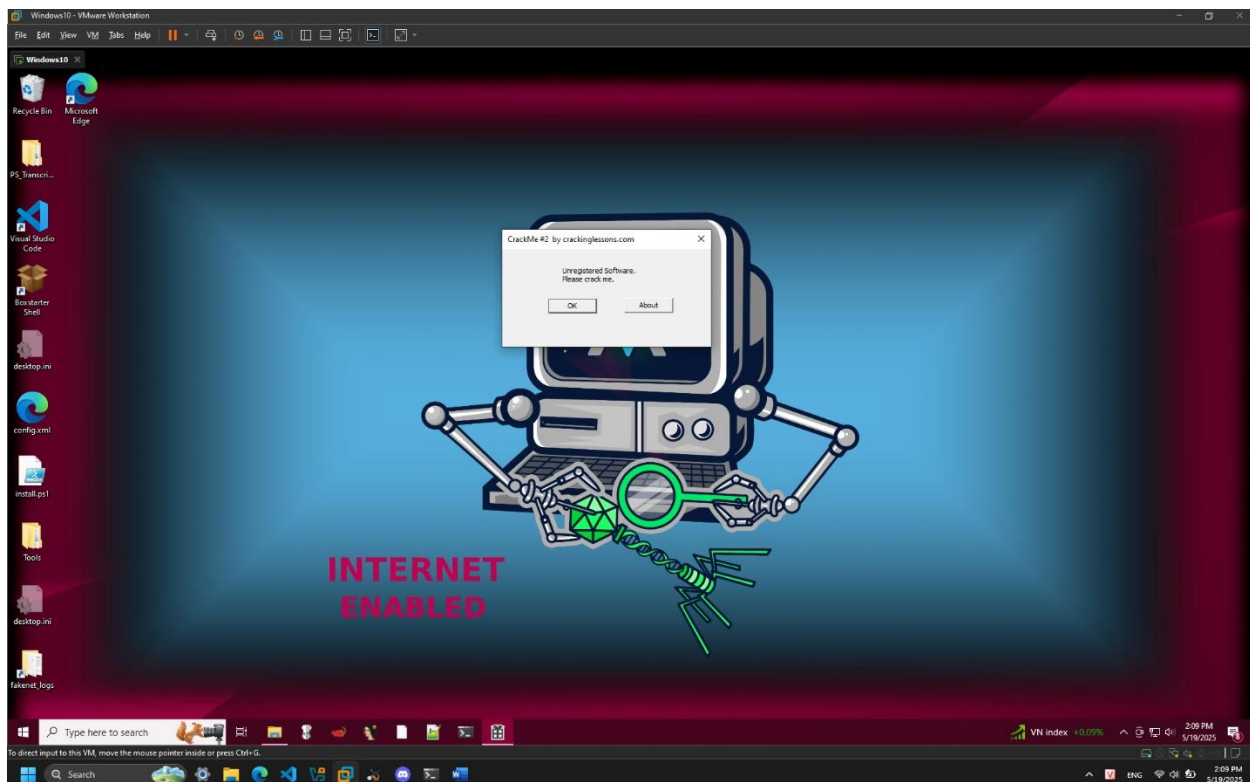 Windows10 - VMware Workstation
File Edit View VM Tabs Help
Windows10
Recycle Bin
Microsoft
Edge
PS_Transcri...
Visual Studio
Code
Boxstarter
Shell
desktop.ini
config.xml
install.ps1
Tools
desktop.ini
fakenet_logs
CrackMe #2 by crackinglessons.com
Unregistered Software.
Please crack me.
OK About
INTERNET
ENABLED
Type here to search
VN index +0.09%
2:09 PM
5/19/2025
To direct input to this VM, move the mouse pointer inside or press Ctrl+G.
Search
ENG
2:09 PM
5/19/2025